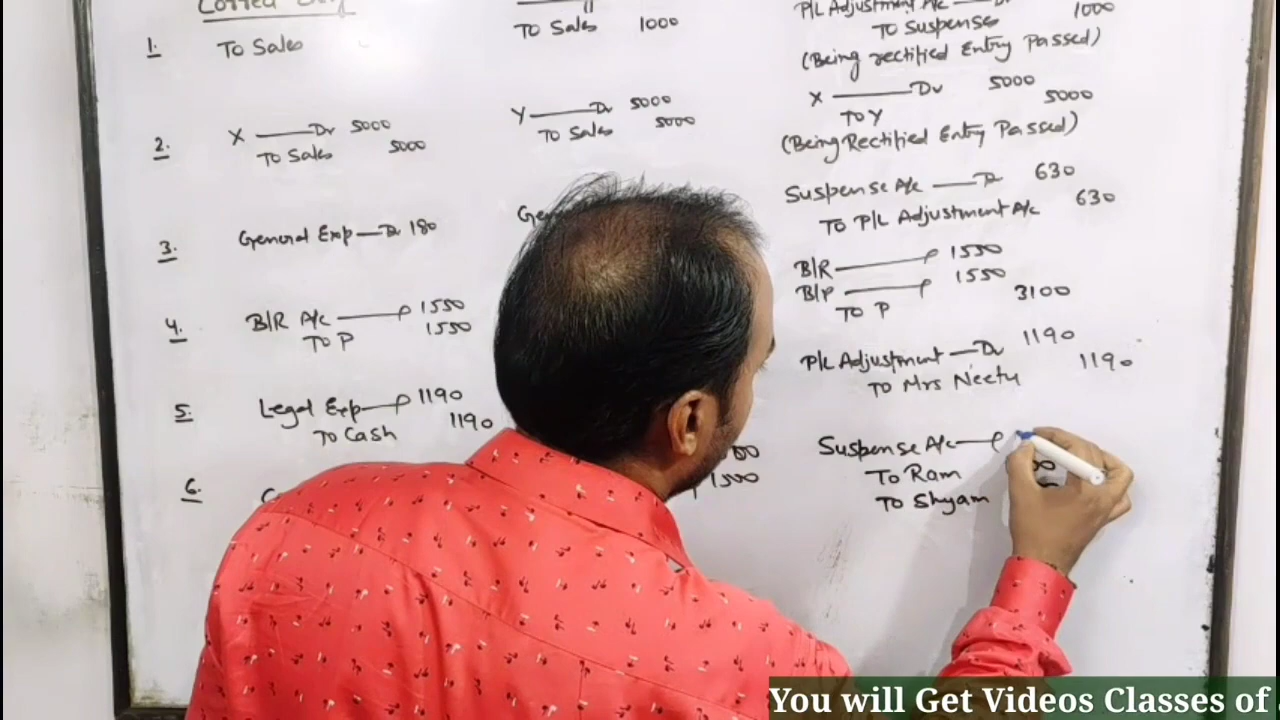 To Sales
To Sales 1000
P/L Adjustment A/c Dr
To Suspense 1000
(Being rectified Entry Passed)
1.
2.
X Dr 5000
To Sales 5000
Y Dr 5000
To Sales 5000
X Dr 5000
To Y 5000
(Being Rectified Entry Passed)
3.
General Exp Dr 180
Suspense A/c Dr 630
To P/L Adjustment A/c 630
4.
B/R A/c 1550
To P 1550
B/R 1550
B/P 1550
To P 3100
5.
Legal Exp 1190
To Cash 1190
P/L Adjustment Dr 1190
To Mrs Neetu 1190
6.
1500
Suspense A/c
To Ram
To Shyam
You will Get Videos Classes of